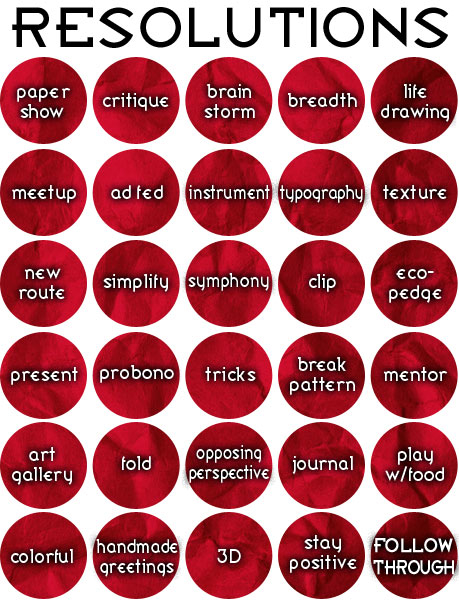 RESOLUTIONS
paper
show
critique
brain
storm
breadth
life
drawing
meetup
ad fed
instrument
typography
texture
new
route
simplify
symphony
clip
eco-
pedge
present
probono
tricks
break
pattern
mentor
art
gallery
fold
opposing
perspective
journal
play
w/food
colorful
handmade
greetings
3D
stay
positive
FOLLOW
THROUGH